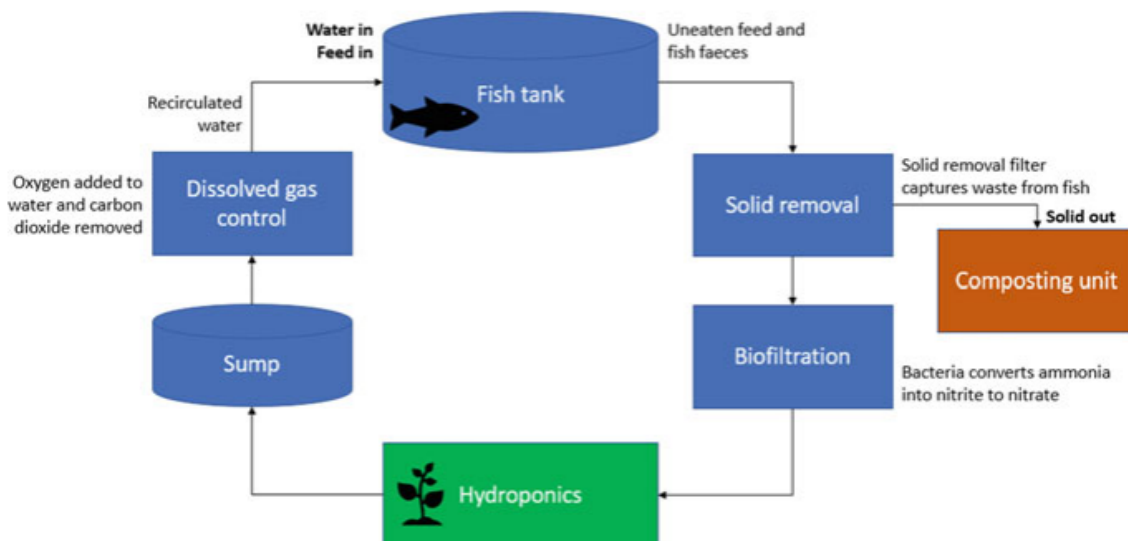 Water in
Feed in
Fish tank
Uneaten feed and
fish faeces
Recirculated
water
Oxygen added to
water and carbon
dioxide removed
Dissolved gas
control
Solid removal
Solid removal filter
captures waste from fish
Solid out
Composting unit
Sump
Biofiltration
Bacteria converts ammonia
into nitrite to nitrate
Hydroponics